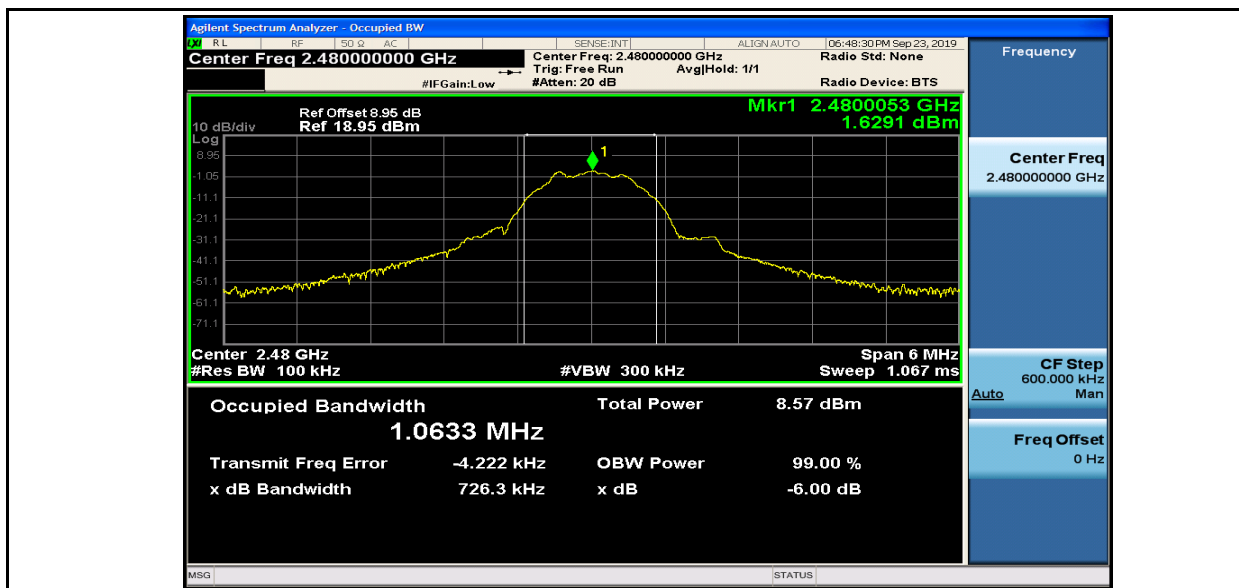 Agilent Spectrum Analyzer - Occupied BW
LXI RL RF 50 Ω AC SENSE:INT ALIGN AUTO 06:48:30 PM Sep 23, 2019
Center Freq 2.480000000 GHz
Center Freq: 2.480000000 GHz
Radio Std: None
Trig: Free Run Avg|Hold: 1/1
#IFGain:Low
#Atten: 20 dB
Radio Device: BTS
Mkr1 2.4800053 GHz
1.6291 dBm
Ref Offset 8.95 dB
10 dB/div Ref 18.95 dBm
Log
8.95
-1.05
-11.1
-21.1
-31.1
-41.1
-51.1
-61.1
-71.1
1
Center 2.48 GHz Span 6 MHz
#Res BW 100 kHz #VBW 300 kHz Sweep 1.067 ms
Occupied Bandwidth Total Power 8.57 dBm
1.0633 MHz
Transmit Freq Error -4.222 kHz OBW Power 99.00 %
x dB Bandwidth 726.3 kHz x dB -6.00 dB
MSG STATUS
Frequency
Center Freq
2.480000000 GHz
CF Step
600.000 kHz
Auto Man
Freq Offset
0 Hz